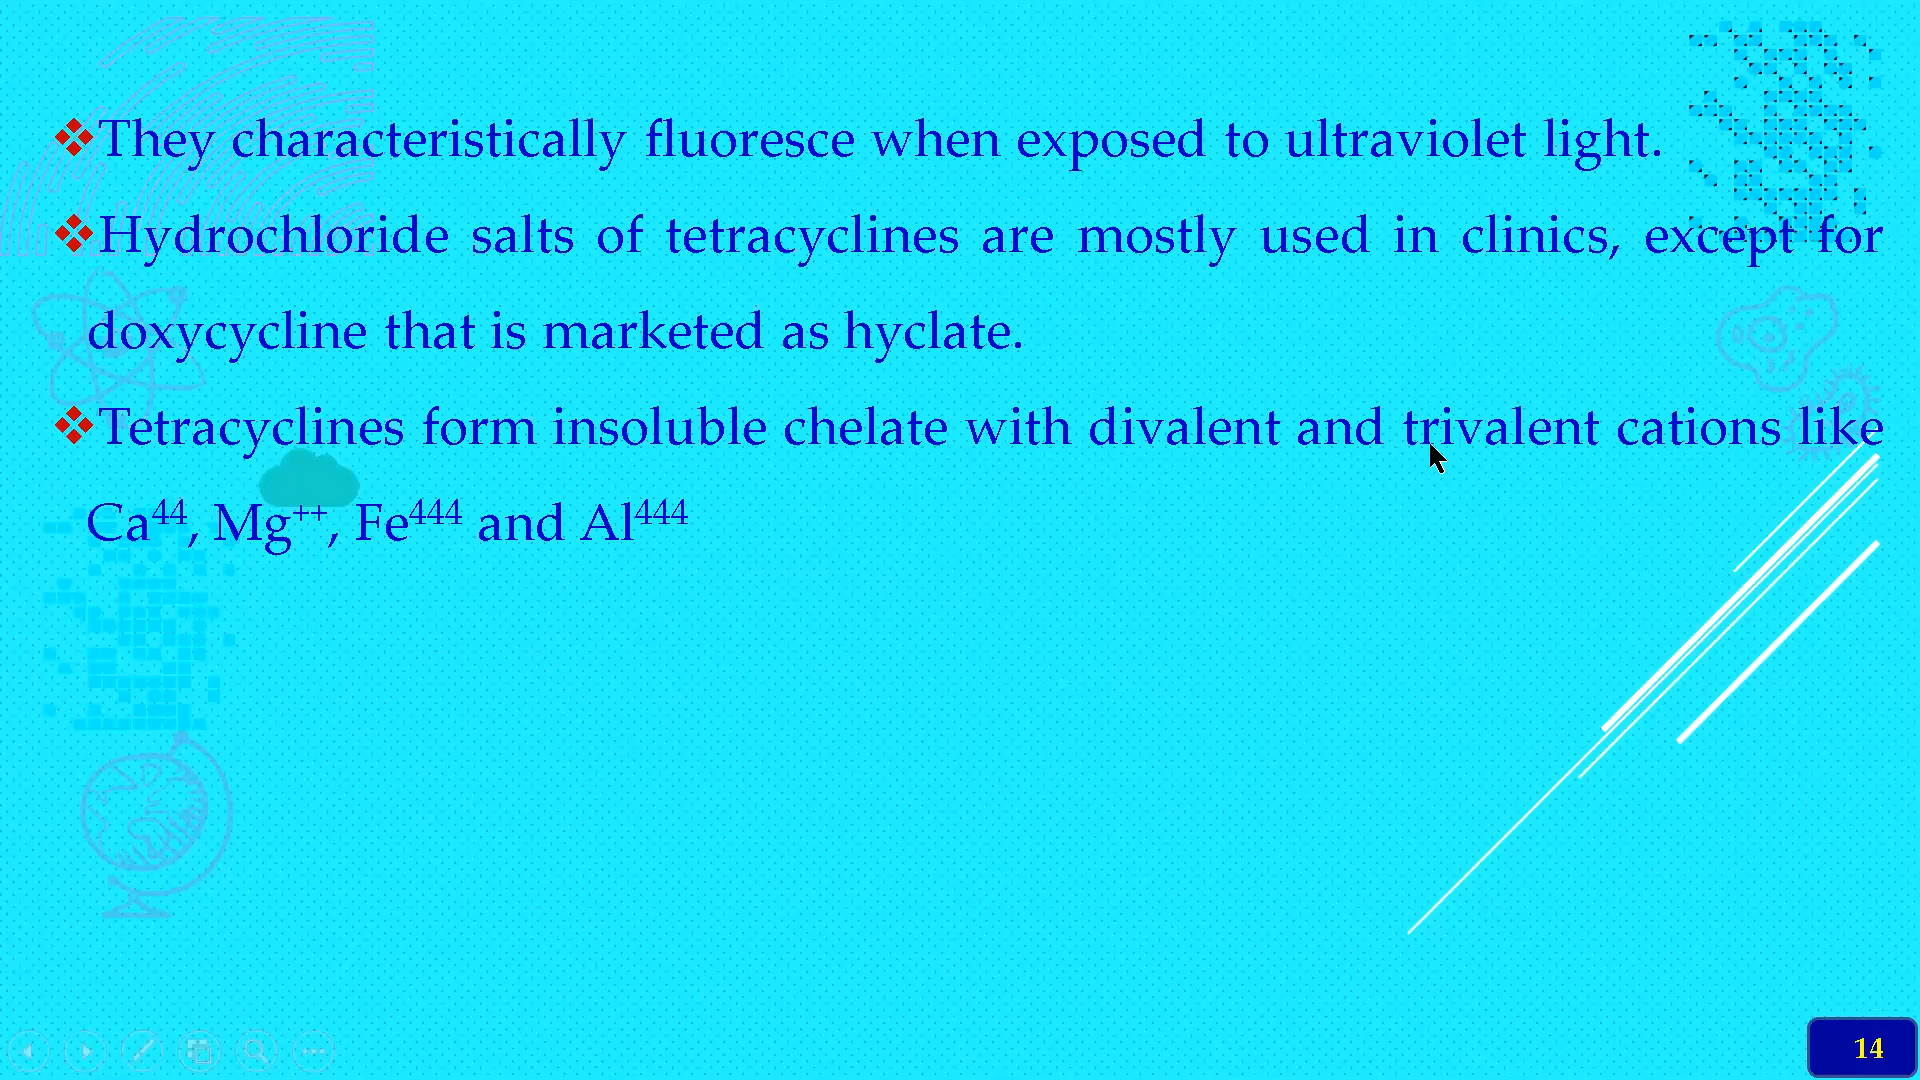 ❖They characteristically fluoresce when exposed to ultraviolet light.
❖Hydrochloride salts of tetracyclines are mostly used in clinics, except for
doxycycline that is marketed as hyclate.
❖Tetracyclines form insoluble chelate with divalent and trivalent cations like
Ca⁴⁴, Mg⁺⁺, Fe⁴⁴⁴ and Al⁴⁴⁴
14